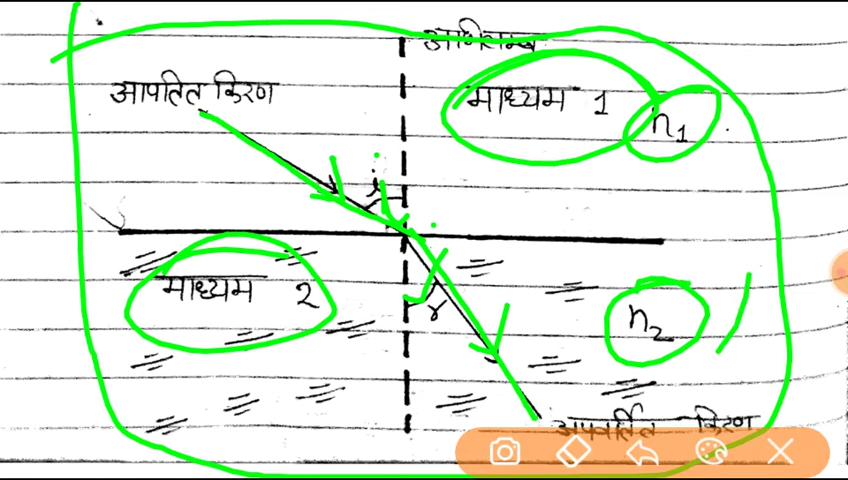 अभिलम्ब
आपतित किरण
माध्यम 1 n₁
i
माध्यम 2
r
n₂
अपवर्तित किरण